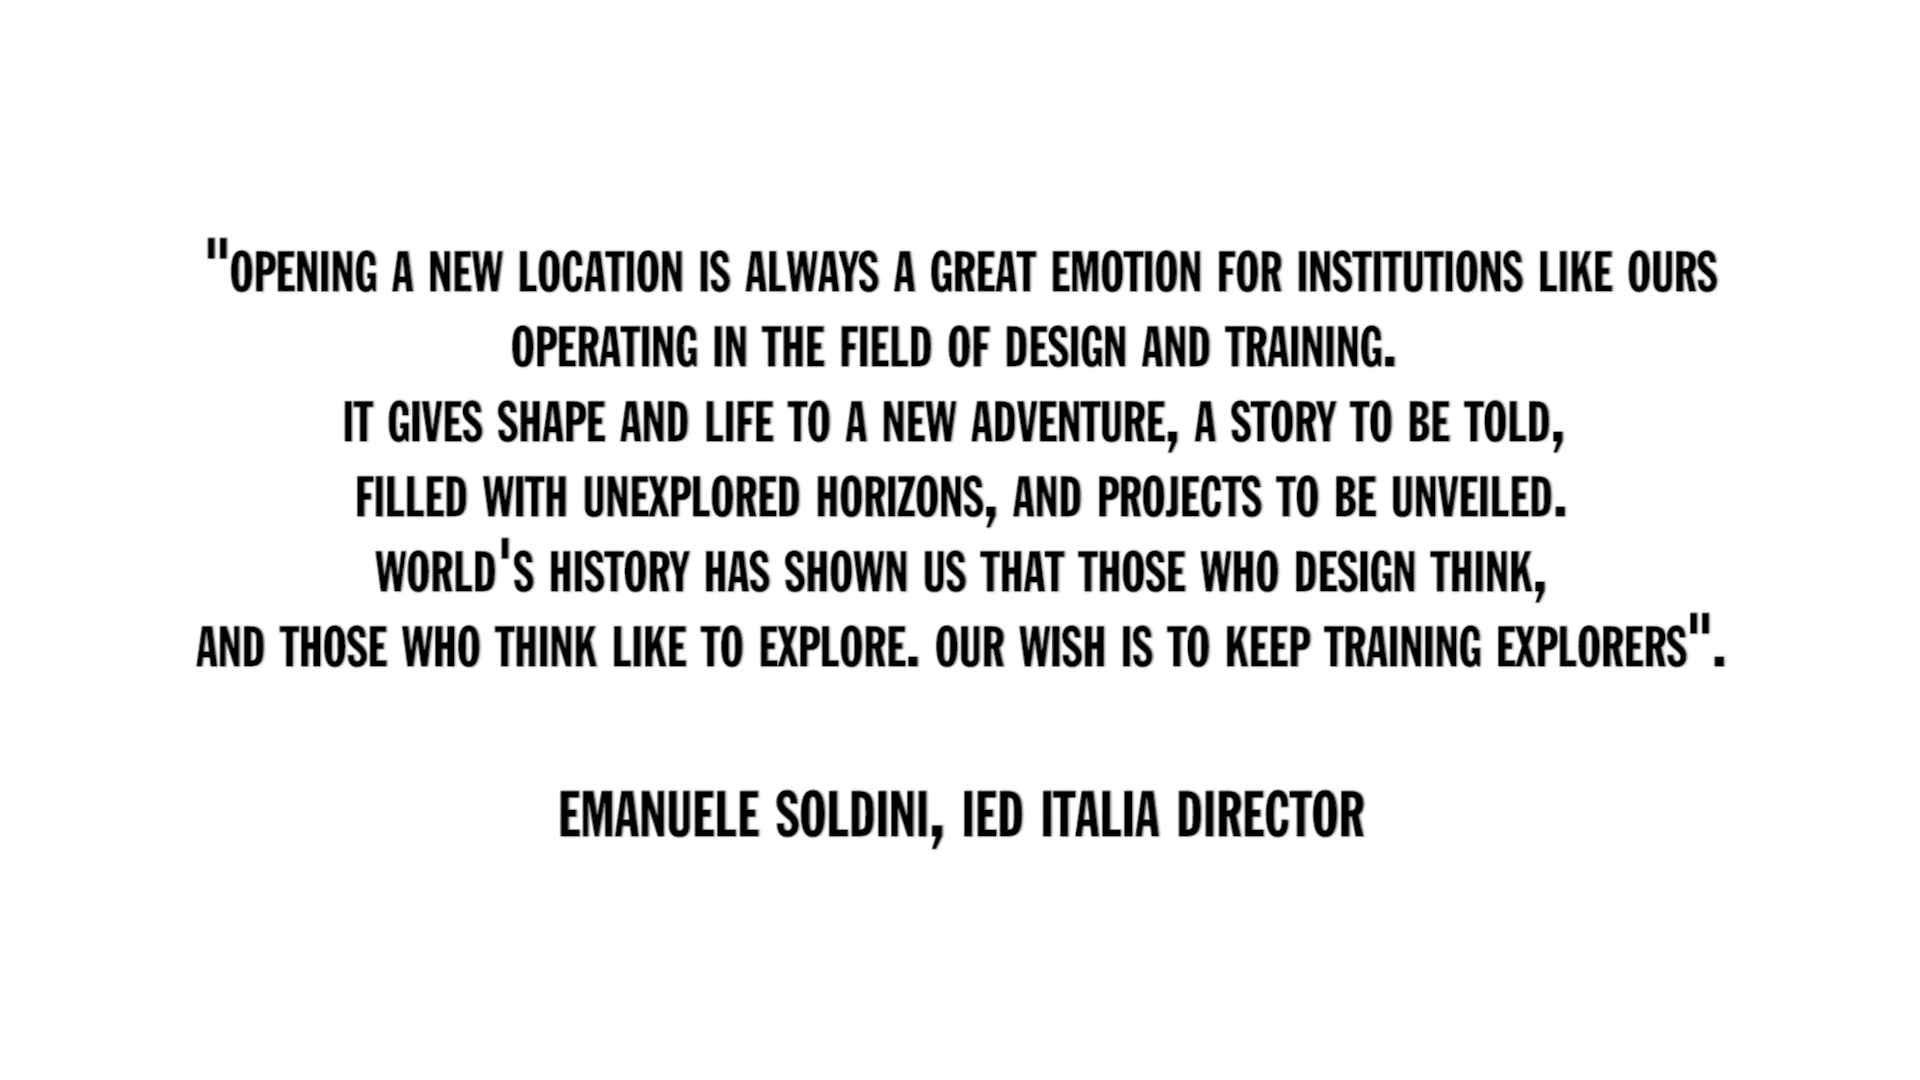 "OPENING A NEW LOCATION IS ALWAYS A GREAT EMOTION FOR INSTITUTIONS LIKE OURS
OPERATING IN THE FIELD OF DESIGN AND TRAINING.
IT GIVES SHAPE AND LIFE TO A NEW ADVENTURE, A STORY TO BE TOLD,
FILLED WITH UNEXPLORED HORIZONS, AND PROJECTS TO BE UNVEILED.
WORLD'S HISTORY HAS SHOWN US THAT THOSE WHO DESIGN THINK,
AND THOSE WHO THINK LIKE TO EXPLORE. OUR WISH IS TO KEEP TRAINING EXPLORERS".
EMANUELE SOLDINI, IED ITALIA DIRECTOR